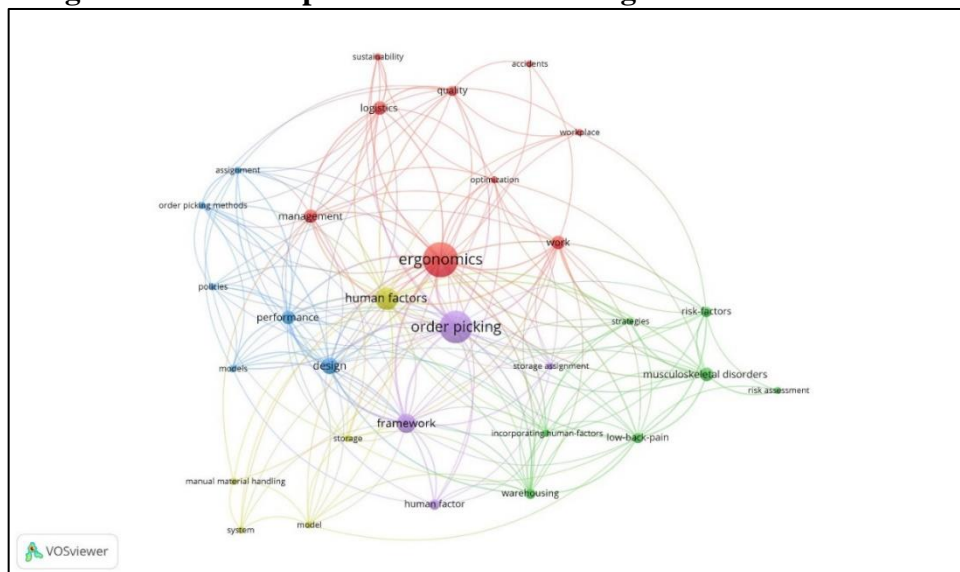 sustainability
accidents
quality
logistics
workplace
assignment
optimization
order picking methods
management
work
ergonomics
policies
human factors
risk-factors
performance
strategies
order picking
design
storage assignment
models
musculoskeletal disorders
risk assessment
framework
incorporating human factors
storage
low-back-pain
manual material handling
warehousing
human factor
model
system
VOSviewer